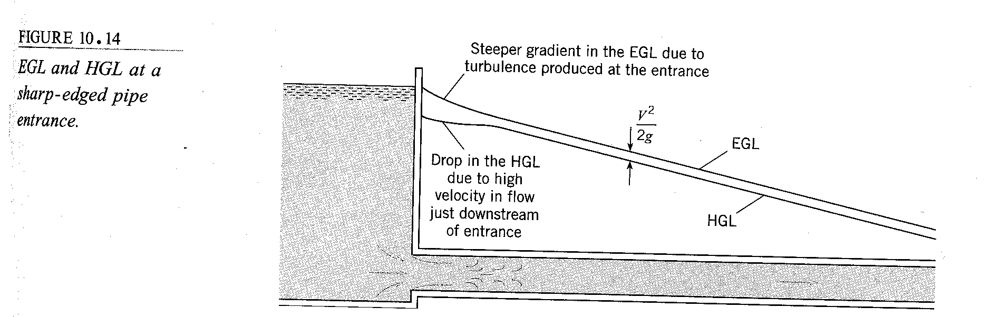 FIGURE 10.14
EGL and HGL at a
sharp-edged pipe
entrance.
Steeper gradient in the EGL due to
turbulence produced at the entrance
V²
2g
EGL
Drop in the HGL
due to high
velocity in flow
just downstream
of entrance
HGL